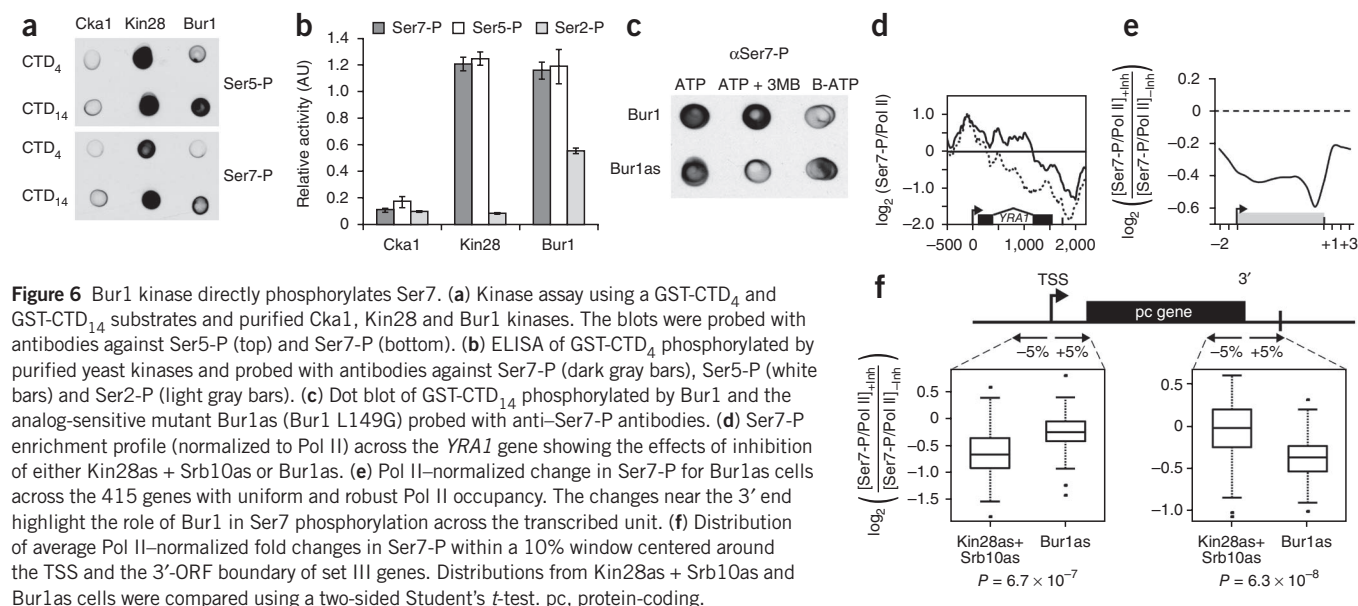 a
Cka1 Kin28 Bur1
CTD4
CTD14
Ser5-P
CTD4
CTD14
Ser7-P
b
Ser7-P Ser5-P Ser2-P
Relative activity (AU)
1.4
1.2
1.0
0.8
0.6
0.4
0.2
0
Cka1 Kin28 Bur1
c
αSer7-P
ATP ATP + 3MB B-ATP
Bur1
Bur1as
d
log2 (Ser7-P/Pol II)
1.0
0
−1.0
−2.0
YRA1
−500 0 1,100 2,200
e
log2 ([Ser7-P/Pol II]+Inh / [Ser7-P/Pol II]−Inh)
0.2
0
−0.2
−0.4
−0.6
−2 +1+3
Figure 6 Bur1 kinase directly phosphorylates Ser7. (a) Kinase assay using a GST-CTD4 and
GST-CTD14 substrates and purified Cka1, Kin28 and Bur1 kinases. The blots were probed with
antibodies against Ser5-P (top) and Ser7-P (bottom). (b) ELISA of GST-CTD4 phosphorylated by
purified yeast kinases and probed with antibodies against Ser7-P (dark gray bars), Ser5-P (white
bars) and Ser2-P (light gray bars). (c) Dot blot of GST-CTD14 phosphorylated by Bur1 and the
analog-sensitive mutant Bur1as (Bur1 L149G) probed with anti–Ser7-P antibodies. (d) Ser7-P
enrichment profile (normalized to Pol II) across the YRA1 gene showing the effects of inhibition
of either Kin28as + Srb10as or Bur1as. (e) Pol II–normalized change in Ser7-P for Bur1as cells
across the 415 genes with uniform and robust Pol II occupancy. The changes near the 3′ end
highlight the role of Bur1 in Ser7 phosphorylation across the transcribed unit. (f) Distribution
of average Pol II–normalized fold changes in Ser7-P within a 10% window centered around
the TSS and the 3′-ORF boundary of set III genes. Distributions from Kin28as + Srb10as and
Bur1as cells were compared using a two-sided Student's t-test. pc, protein-coding.
f
TSS 3′
pc gene
−5% +5% −5% +5%
log2 ([Ser7-P/Pol II]+Inh / [Ser7-P/Pol II]−Inh)
0.5
0
−0.5
−1.0
−1.5
0.5
0
−0.5
−1.0
Kin28as+ Bur1as
Srb10as
P = 6.7 × 10−7
Kin28as+ Bur1as
Srb10as
P = 6.3 × 10−8